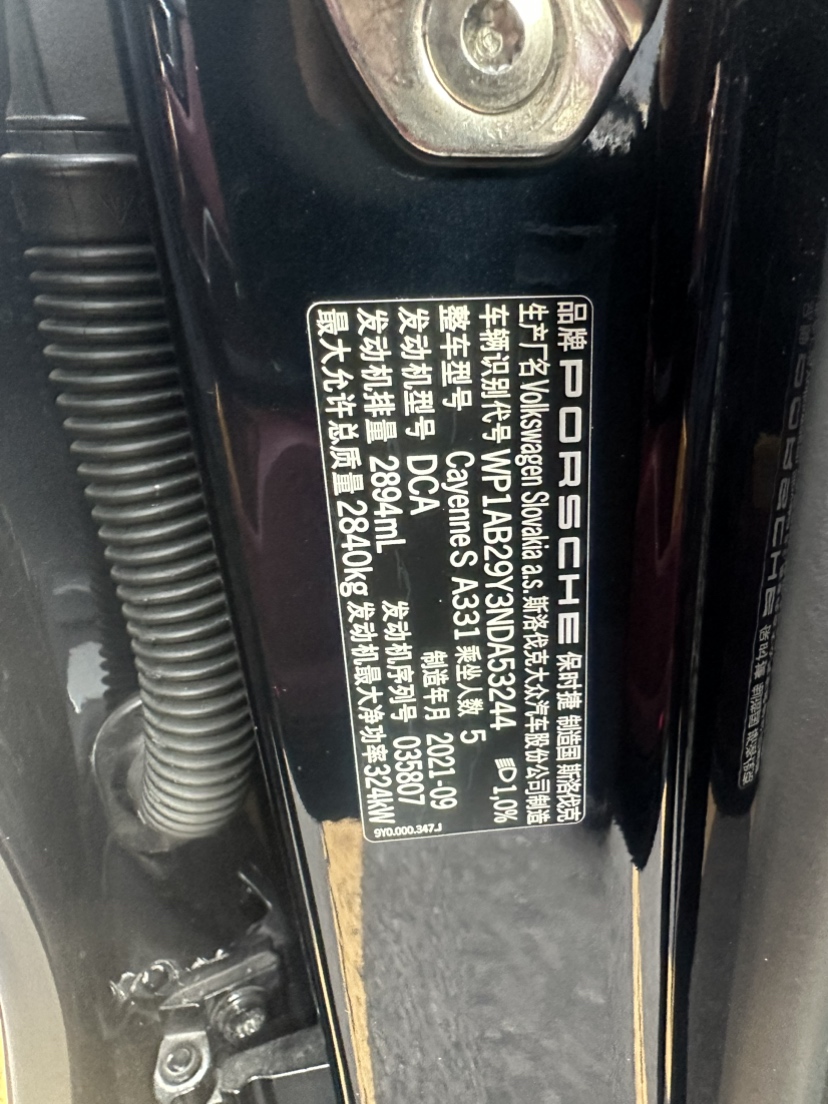 品牌 PORSCHE 保时捷 制造国 斯洛伐克
生产厂名 Volkswagen Slovakia a.s. 斯洛伐克大众汽车股份公司制造
车辆识别代号 WP1AB29Y3NDA53244 1,0%
整车型号 Cayenne S A331 乘坐人数 5
发动机型号 DCA 制造年月 2021-09
发动机排量 2894mL 发动机序列号 035807
最大允许总质量 2840kg 发动机最大净功率 324kW
9Y0.000.347.J